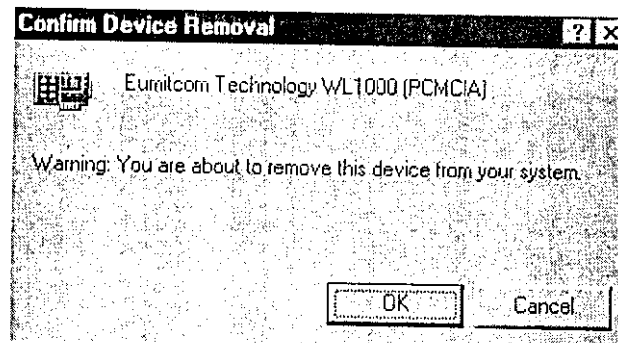 Confirm Device Removal
Eumitcom Technology WL1000 (PCMCIA)
Warning: You are about to remove this device from your system.
OK Cancel